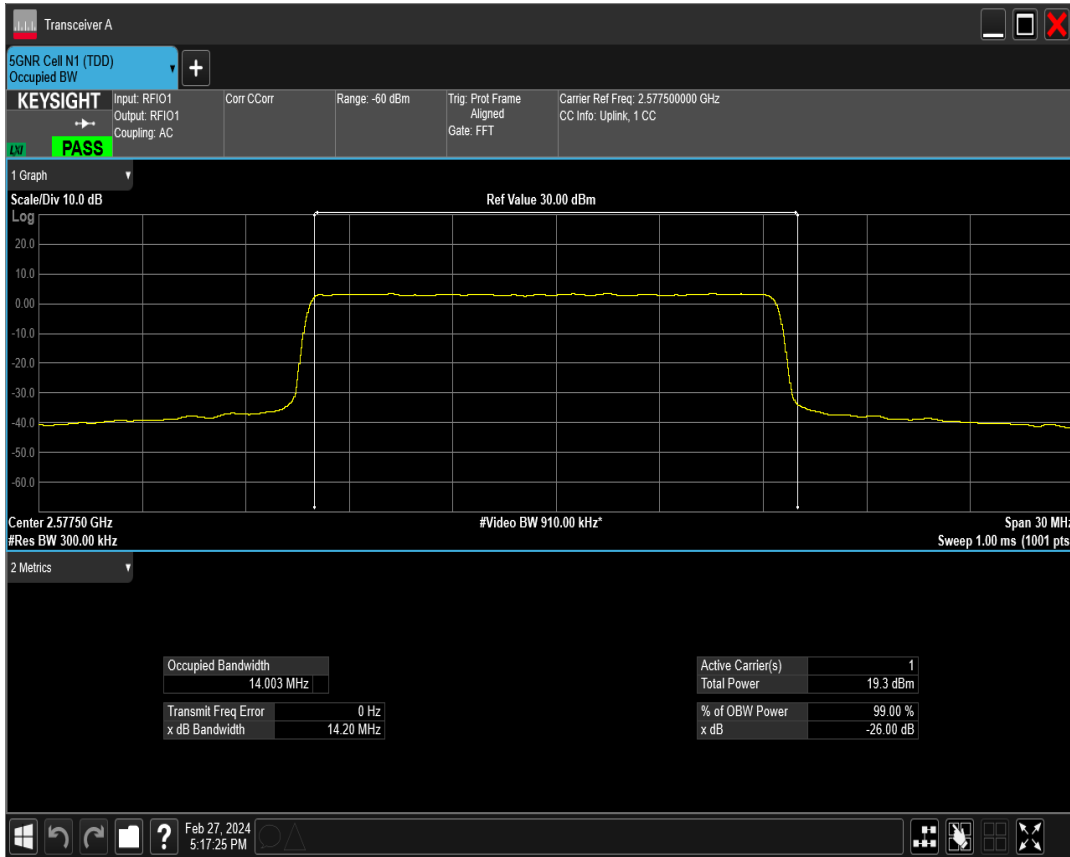 Transceiver A
5GNR Cell N1 (TDD)
Occupied BW
+
KEYSIGHT
LXI
PASS
Input: RFIO1
Output: RFIO1
Coupling: AC
Corr CCorr
Range: -60 dBm
Trig: Prot Frame
Aligned
Gate: FFT
Carrier Ref Freq: 2.577500000 GHz
CC Info: Uplink, 1 CC
1 Graph
Scale/Div 10.0 dB
Ref Value 30.00 dBm
Log
20.0
10.0
0.00
-10.0
-20.0
-30.0
-40.0
-50.0
-60.0
Center 2.57750 GHz
#Video BW 910.00 kHz*
Span 30 MHz
#Res BW 300.00 kHz
Sweep 1.00 ms (1001 pts
2 Metrics
Occupied Bandwidth
14.003 MHz
Transmit Freq Error 0 Hz
x dB Bandwidth 14.20 MHz
Active Carrier(s) 1
Total Power 19.3 dBm
% of OBW Power 99.00 %
x dB -26.00 dB
?
Feb 27, 2024
5:17:25 PM